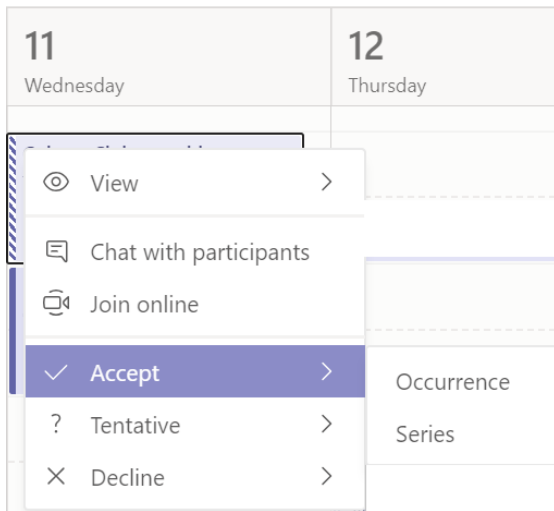 11
Wednesday
12
Thursday
View
Chat with participants
Join online
Accept
Tentative
Decline
Occurrence
Series